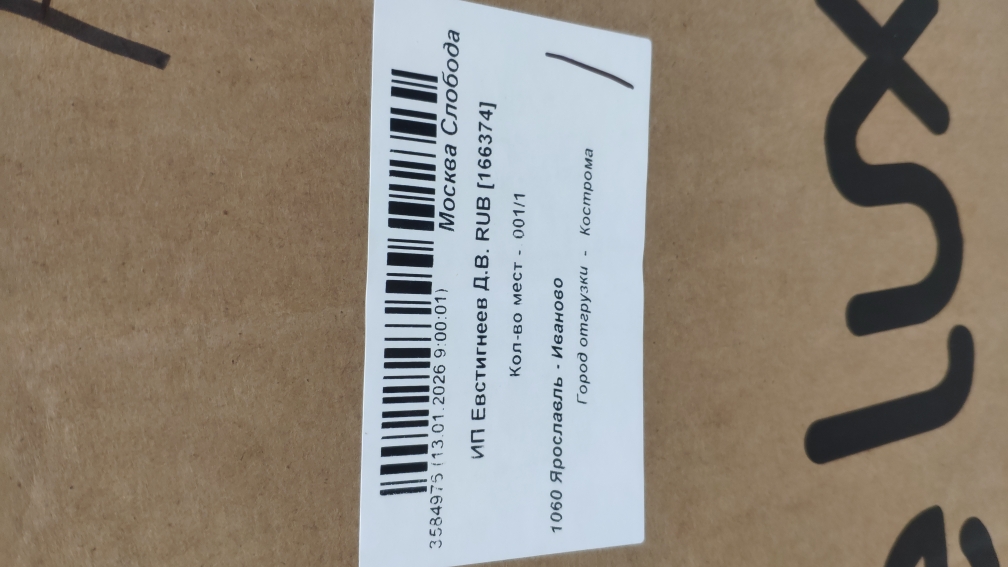 3584975 (13.01.2026 9:00:01)
Москва Слобода
ИП Евстигнеев Д.В. RUB [166374]
Кол-во мест - 001/1
1060 Ярославль - Иваново
Город отгрузки - Кострома